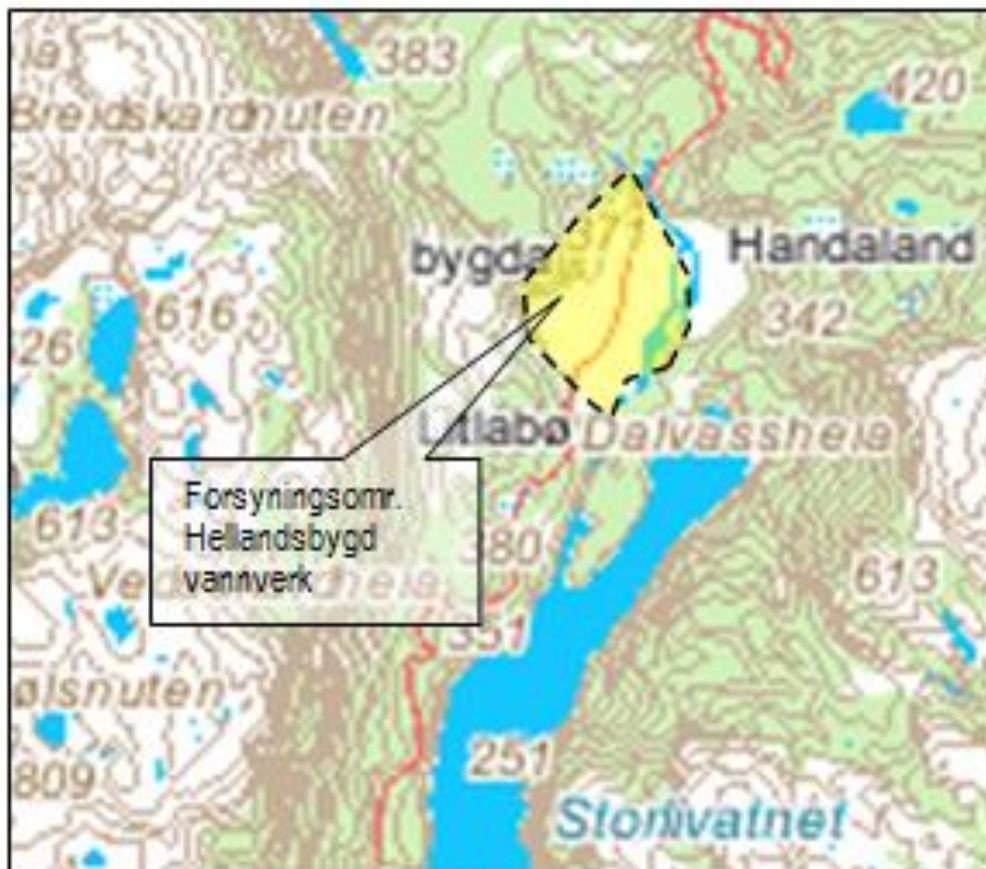 383
420
Breidskardnuten
371
bygda
Handaland
616
342
26
Litlabø
Dalvassheia
Forsyningsomr.
Hellandsbygd
vannverk
613
380
613
351
ølsnuten
251
809
Storlivatnet